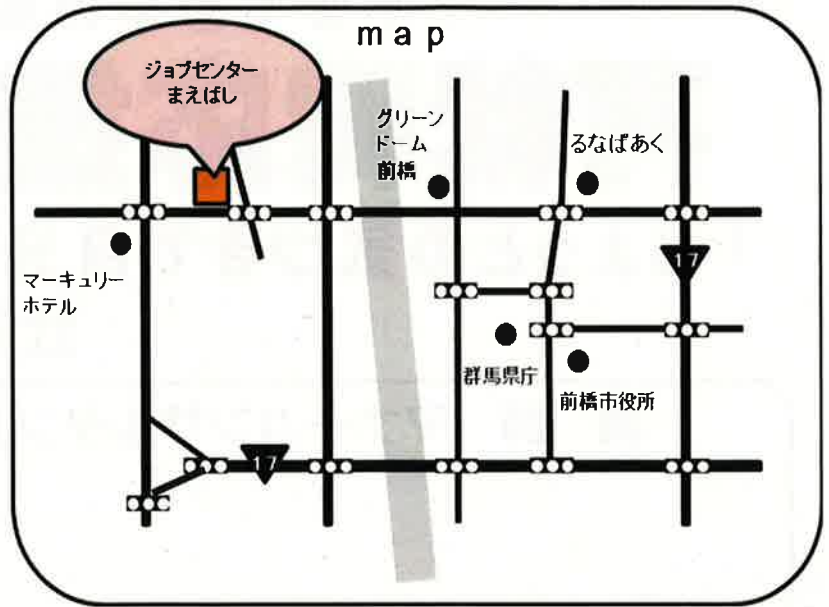 map
ジョブセンター
まえばし
グリーン
ドーム
前橋
るなぱあく
マーキュリー
ホテル
17
群馬県庁
前橋市役所
17